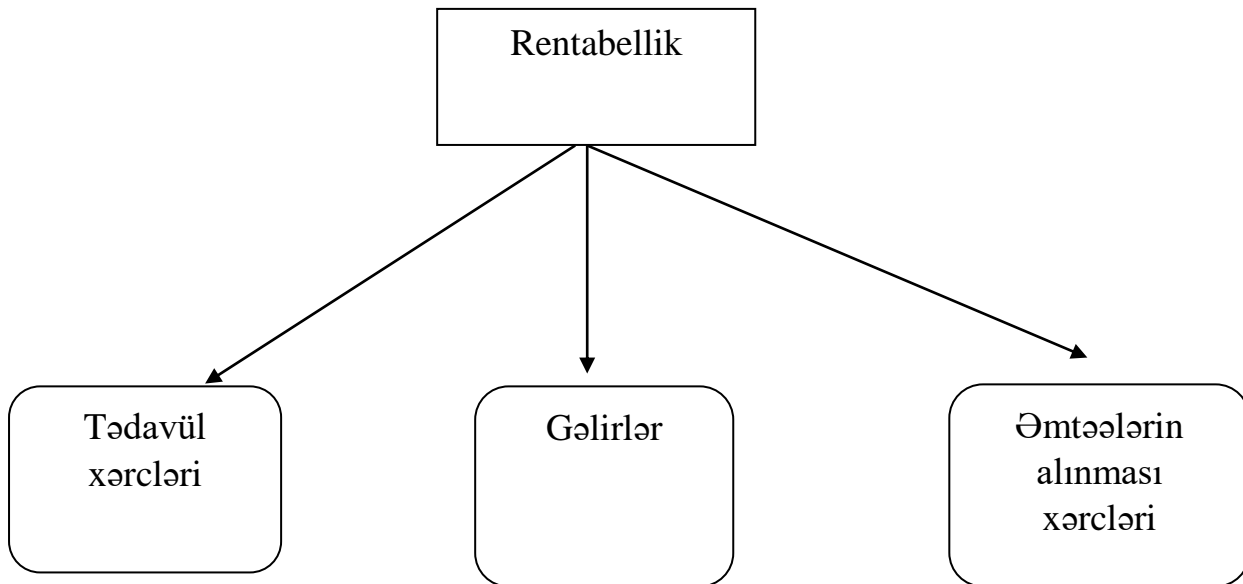 Rentabellik
Tədavül
xərcləri
Gəlirlər
Əmtəələrin
alınması
xərcləri